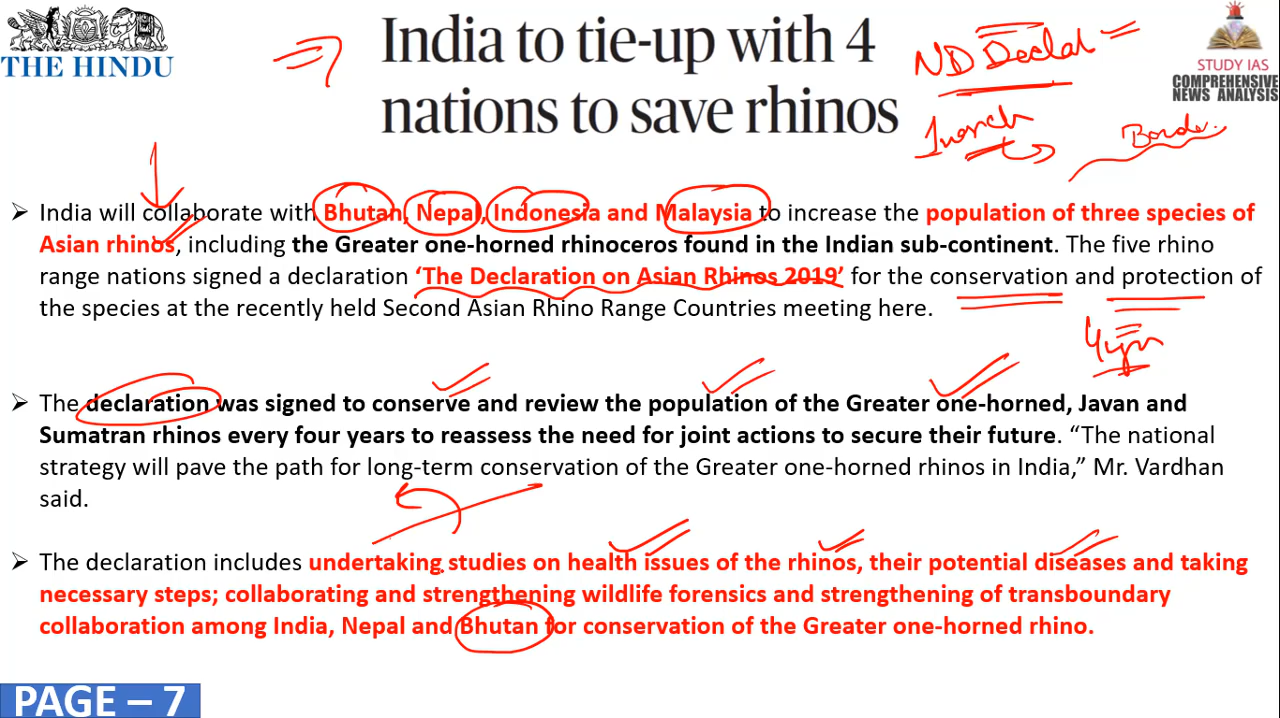 THE HINDU
India to tie-up with 4
nations to save rhinos
ND Declat
STUDY IAS
COMPREHENSIVE
NEWS ANALYSIS
Borde.
➢ India will collaborate with Bhutan, Nepal, Indonesia and Malaysia to increase the population of three species of
Asian rhinos, including the Greater one-horned rhinoceros found in the Indian sub-continent. The five rhino
range nations signed a declaration ‘The Declaration on Asian Rhinos 2019’ for the conservation and protection of
the species at the recently held Second Asian Rhino Range Countries meeting here.
➢ The declaration was signed to conserve and review the population of the Greater one-horned, Javan and
Sumatran rhinos every four years to reassess the need for joint actions to secure their future. “The national
strategy will pave the path for long-term conservation of the Greater one-horned rhinos in India,” Mr. Vardhan
said.
➢ The declaration includes undertaking studies on health issues of the rhinos, their potential diseases and taking
necessary steps; collaborating and strengthening wildlife forensics and strengthening of transboundary
collaboration among India, Nepal and Bhutan for conservation of the Greater one-horned rhino.
PAGE – 7